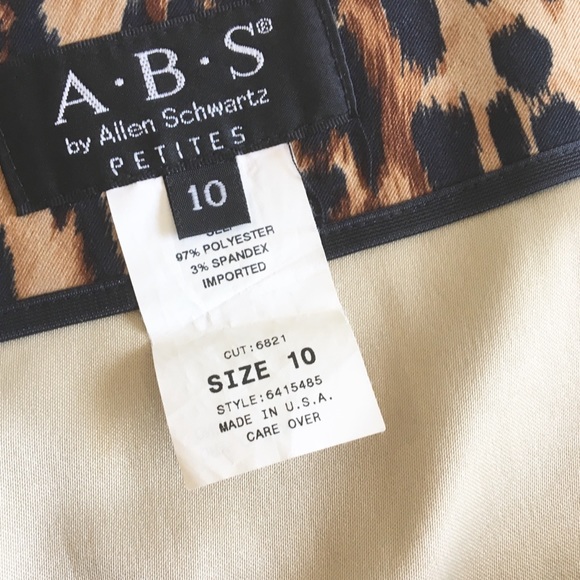 A·B·S®
by Allen Schwartz
PETITES
10
SELF
97% POLYESTER
3% SPANDEX
IMPORTED
CUT:6821
SIZE 10
STYLE:6415485
MADE IN U.S.A.
CARE OVER